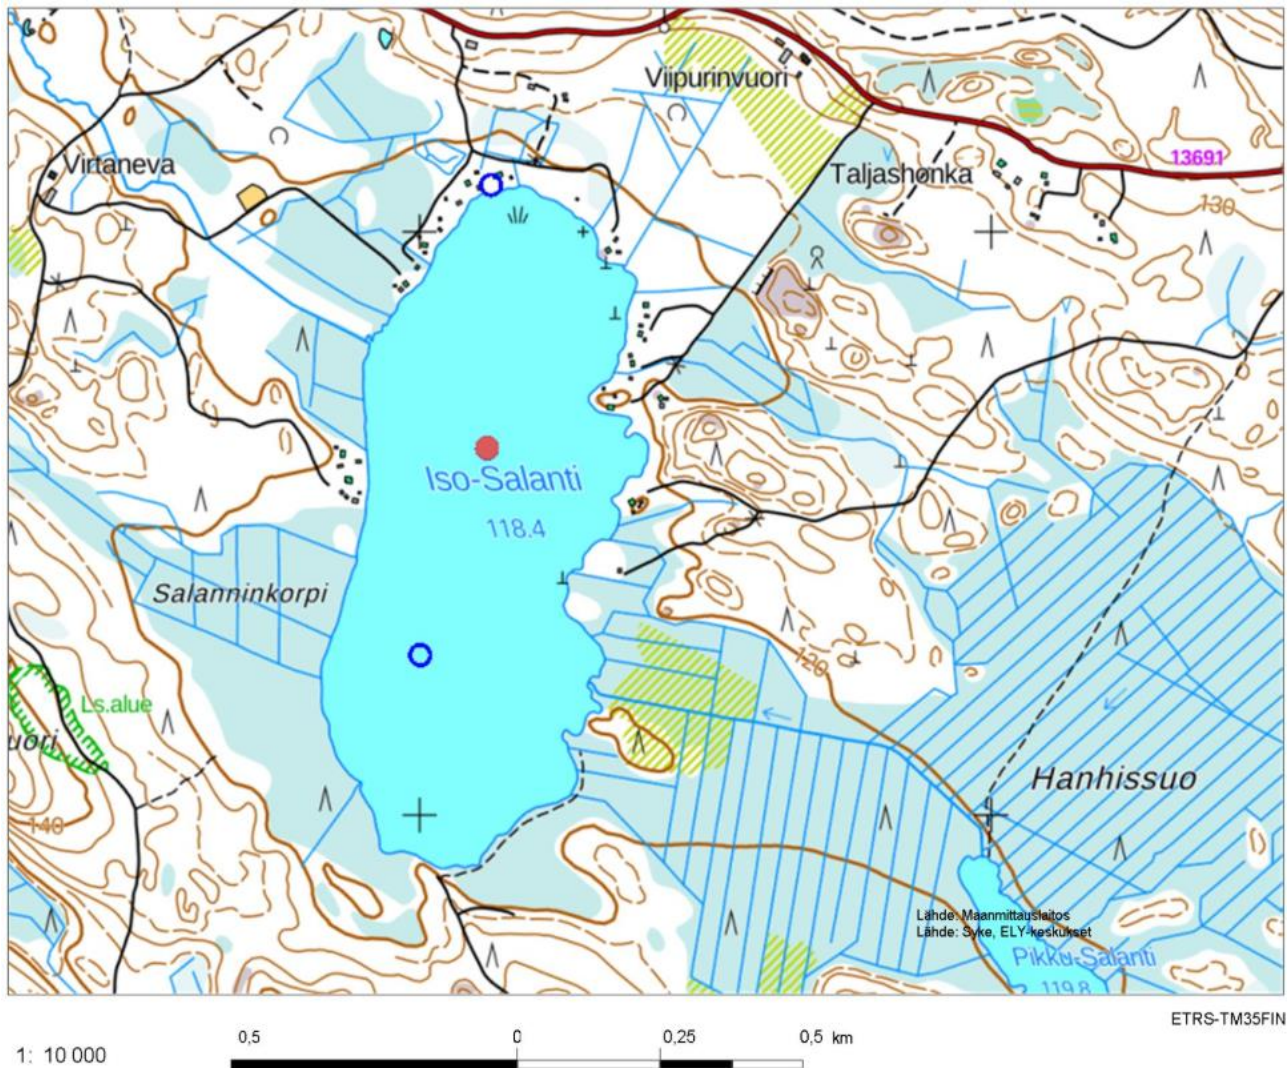 Viipurinvuori
Virtaneva
13691
Taljashonka
130
Iso-Salanti
118.4
Salanninkorpi
120
Ls.alue
uori
Hanhissuo
140
Lähde: Maanmittauslaitos
Lähde: Syke, ELY-keskukset
Pikku-Salanti
119.8
ETRS-TM35FIN
0,5 0 0,25 0,5 km
1: 10 000